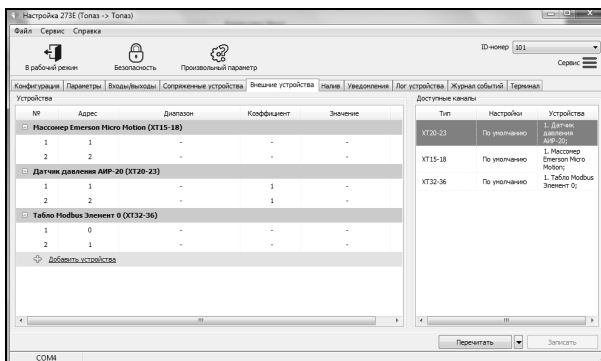 Настройка 273E (Топаз -> Топаз)
Файл Сервис Справка
В рабочий режим
Безопасность
Произвольный параметр
ID-номер 101
Сервис
Конфигурация Параметры Входы/выходы Сопряженные устройства Внешние устройства Налив Уведомления Лог устройства Журнал событий Терминал
Устройства
№ Адрес Диапазон Коэффициент Значение
Массомер Emerson Micro Motion (XT15-18)
1 1 - - -
2 2 - - -
Датчик давления АИР-20 (XT20-23)
1 1 - 1 -
2 2 - 1 -
Табло Modbus Элемент 0 (XT32-36)
1 0 - - -
2 1 - - -
Добавить устройства
Доступные каналы
Тип Настройки Устройства
XT20-23 По умолчанию 1. Датчик
давления
АИР-20;
XT15-18 По умолчанию 1. Массомер
Emerson Micro
Motion;
XT32-36 По умолчанию 1. Табло Modbus
Элемент 0;
Перечитать
Записать
COM4